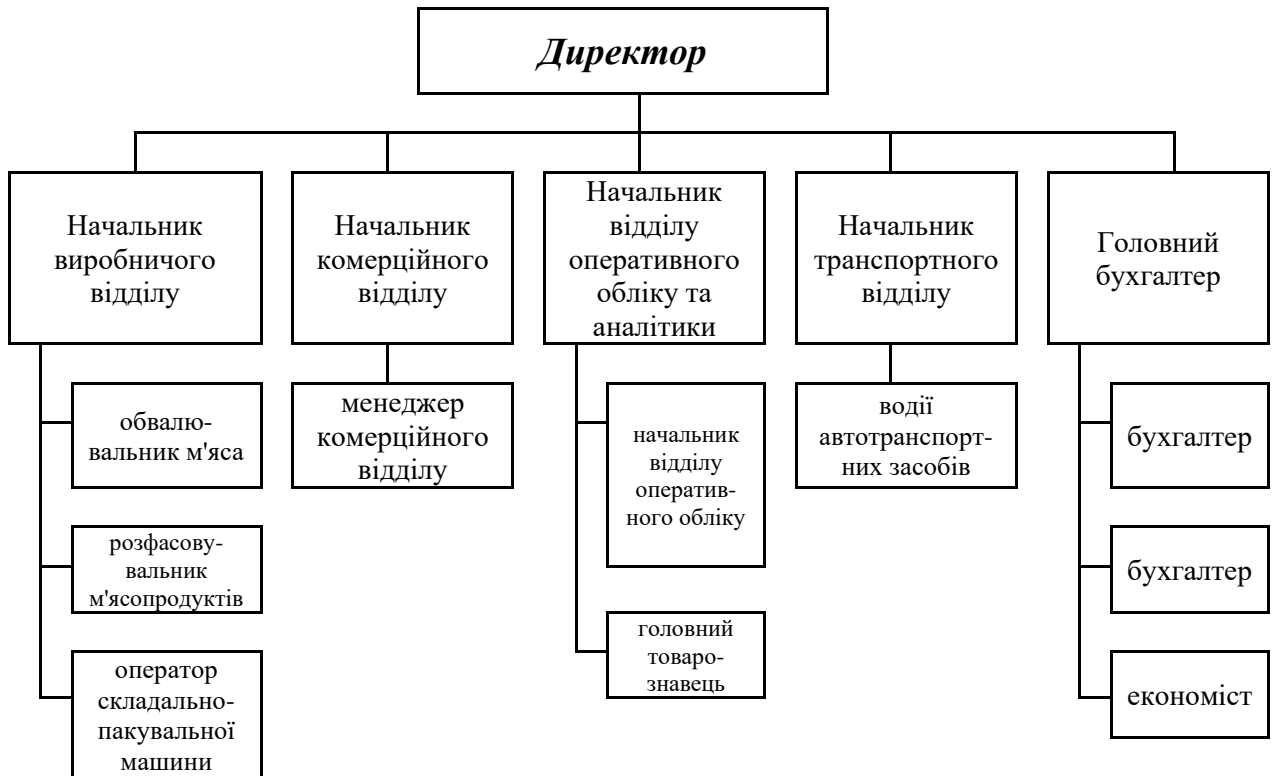 Директор
Начальник
виробничого
відділу
Начальник
комерційного
відділу
Начальник
відділу
оперативного
обліку та
аналітики
Начальник
транспортного
відділу
Головний
бухгалтер
обвалю-
вальник м'яса
розфасову-
вальник
м'ясопродуктів
оператор
складально-
пакувальної
машини
менеджер
комерційного
відділу
начальник
відділу
оператив-
ного обліку
головний
товаро-
знавець
водії
автотранспорт-
них засобів
бухгалтер
бухгалтер
економіст